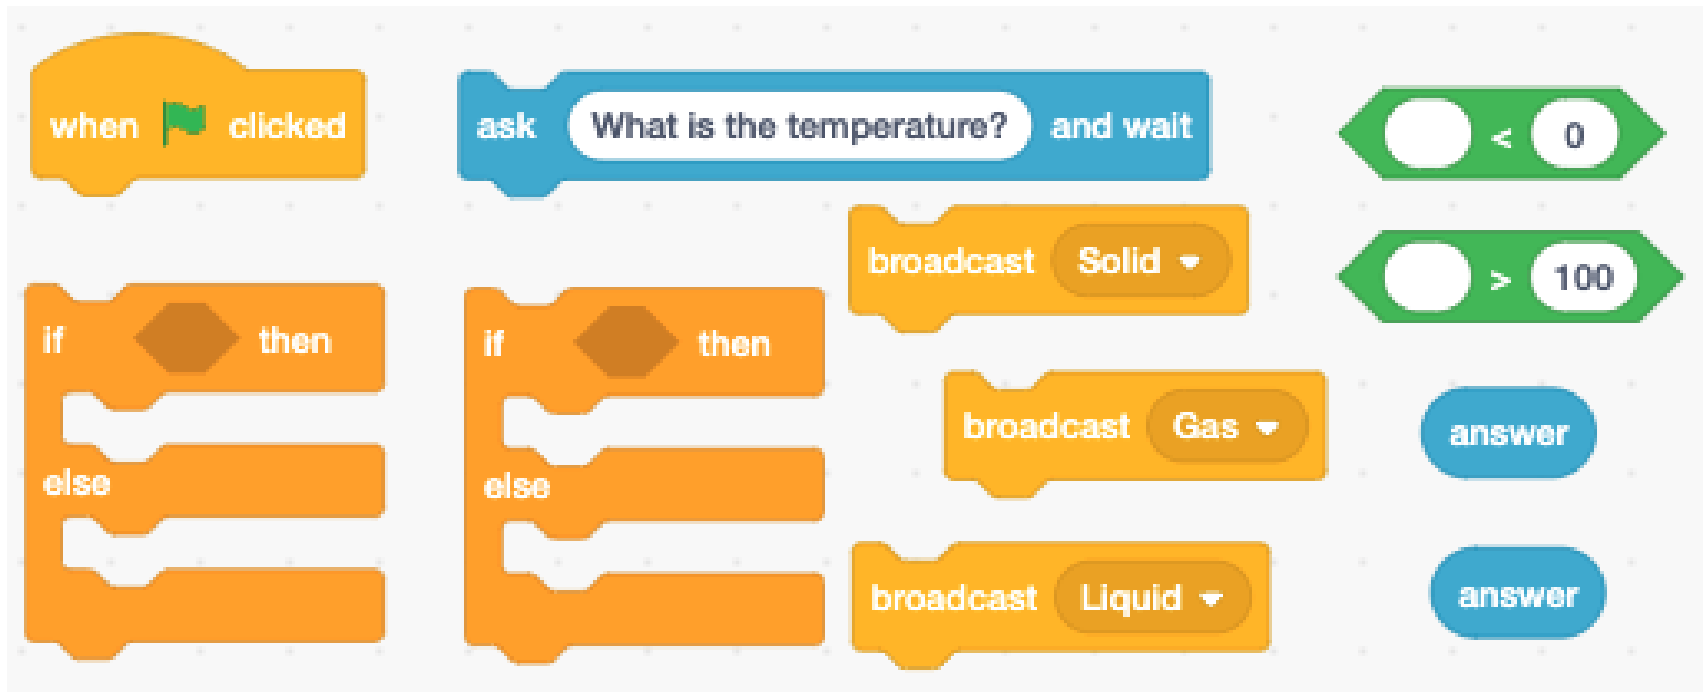 when clicked
ask What is the temperature? and wait
< 0
broadcast Solid
> 100
if then
else
if then
else
broadcast Gas
answer
broadcast Liquid
answer